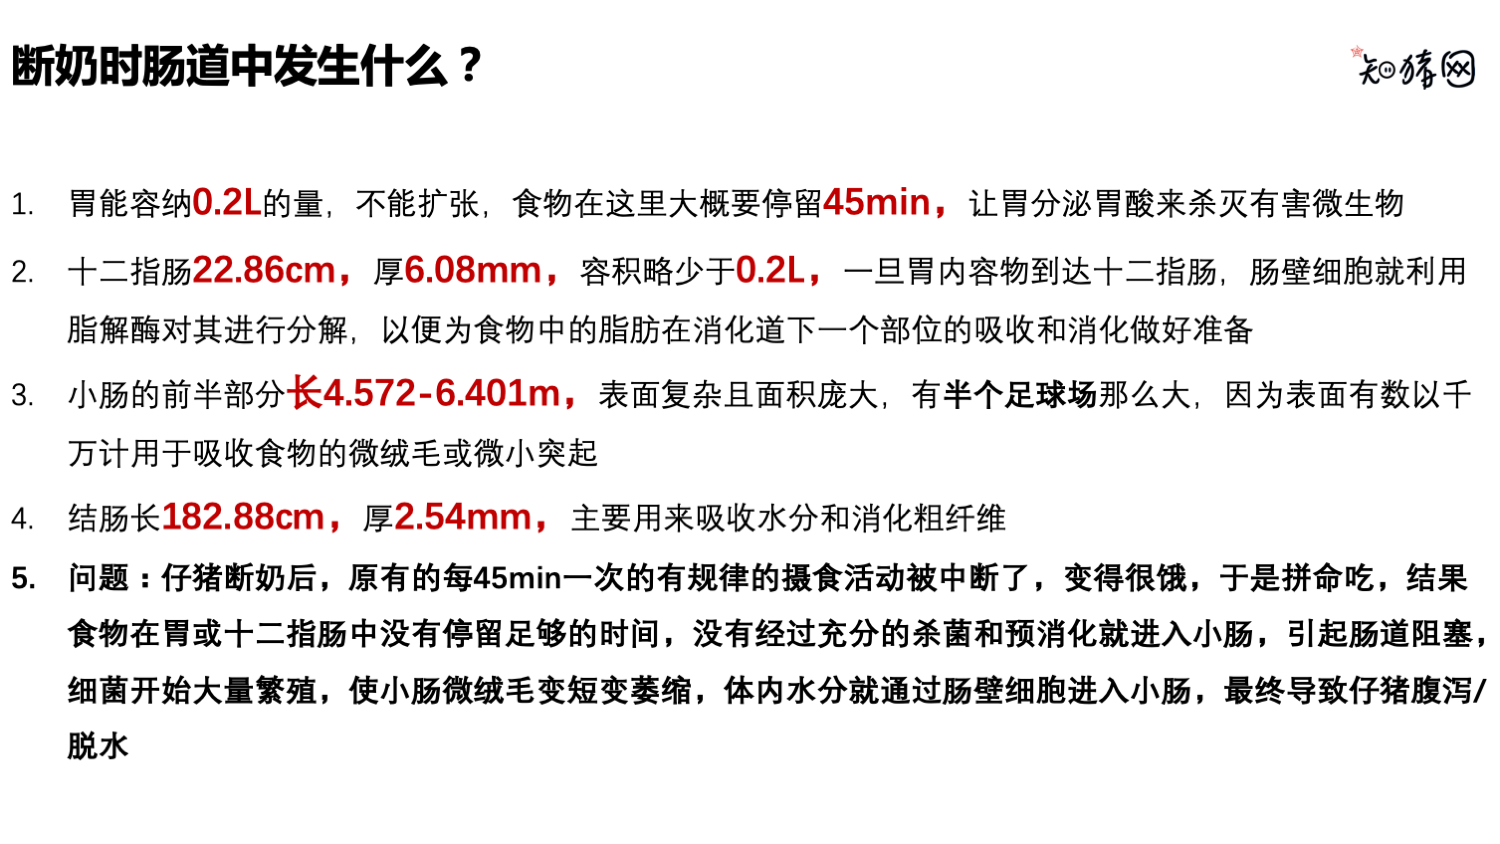 断奶时肠道中发生什么？
知猪网
1. 胃能容纳0.2L的量，不能扩张，食物在这里大概要停留45min，让胃分泌胃酸来杀灭有害微生物
2. 十二指肠22.86cm，厚6.08mm，容积略少于0.2L，一旦胃内容物到达十二指肠，肠壁细胞就利用
脂解酶对其进行分解，以便为食物中的脂肪在消化道下一个部位的吸收和消化做好准备
3. 小肠的前半部分长4.572-6.401m，表面复杂且面积庞大，有半个足球场那么大，因为表面有数以千
万计用于吸收食物的微绒毛或微小突起
4. 结肠长182.88cm，厚2.54mm，主要用来吸收水分和消化粗纤维
5. 问题：仔猪断奶后，原有的每45min一次的有规律的摄食活动被中断了，变得很饿，于是拼命吃，结果
食物在胃或十二指肠中没有停留足够的时间，没有经过充分的杀菌和预消化就进入小肠，引起肠道阻塞，
细菌开始大量繁殖，使小肠微绒毛变短变萎缩，体内水分就通过肠壁细胞进入小肠，最终导致仔猪腹泻/
脱水